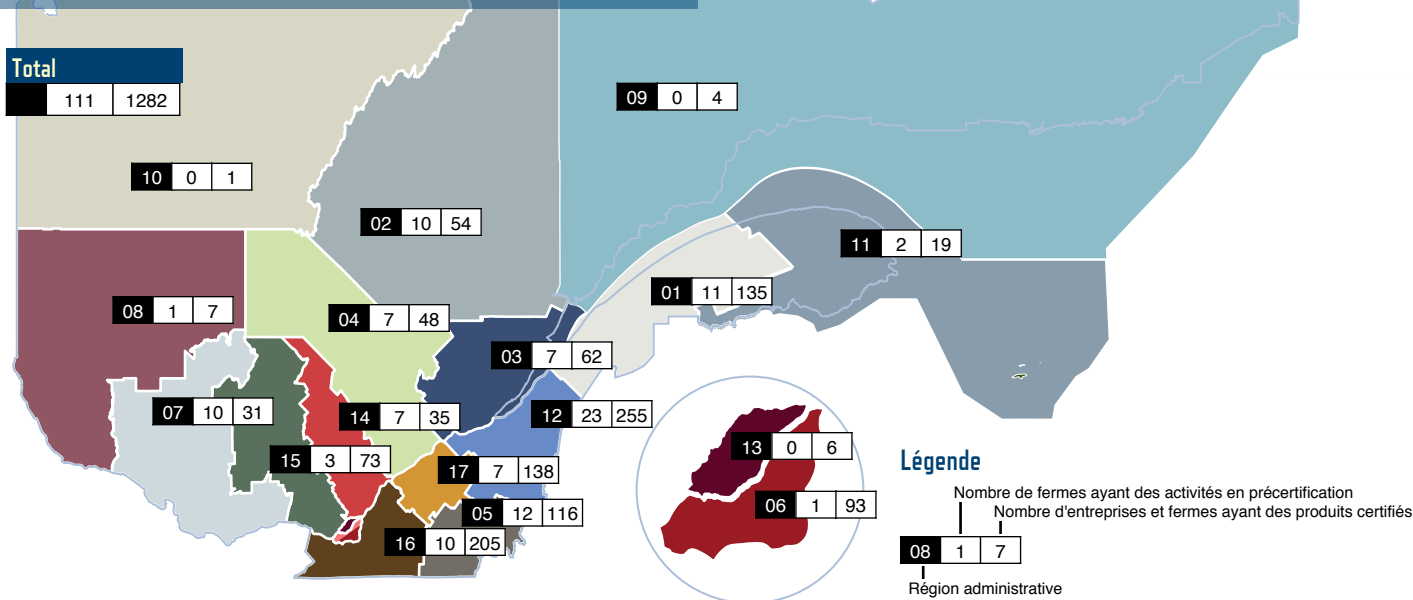 Total
111 1282
09 0 4
10 0 1
02 10 54
11 2 19
01 11 135
08 1 7
04 7 48
03 7 62
07 10 31
14 7 35
12 23 255
13 0 6
15 3 73
17 7 138
06 1 93
05 12 116
16 10 205
Légende
Nombre de fermes ayant des activités en précertification
Nombre d'entreprises et fermes ayant des produits certifiés
08 1 7
Région administrative